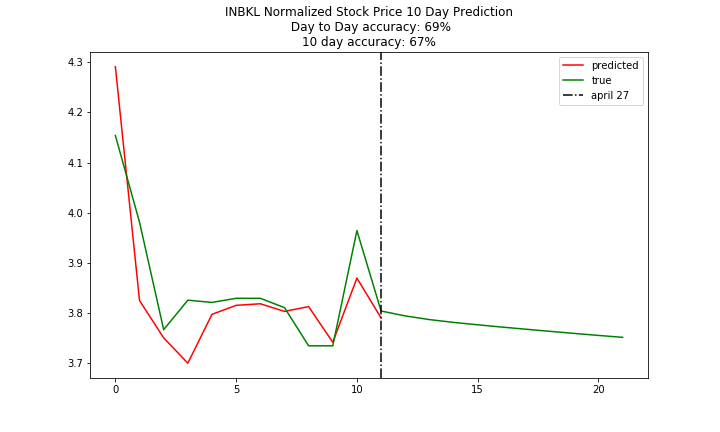 INBKL Normalized Stock Price 10 Day Prediction
Day to Day accuracy: 69%
10 day accuracy: 67%
4.3
4.2
4.1
4.0
3.9
3.8
3.7
predicted
true
april 27
0
5
10
15
20